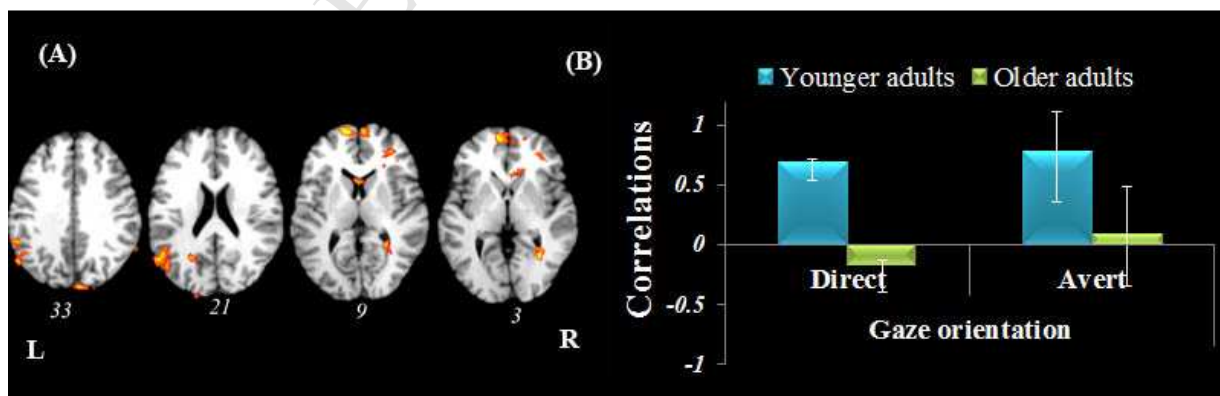 (A)
33
21
9
3
L
R
(B)
Younger adults
Older adults
Correlations
1
0.5
0
-0.5
-1
Direct
Avert
Gaze orientation